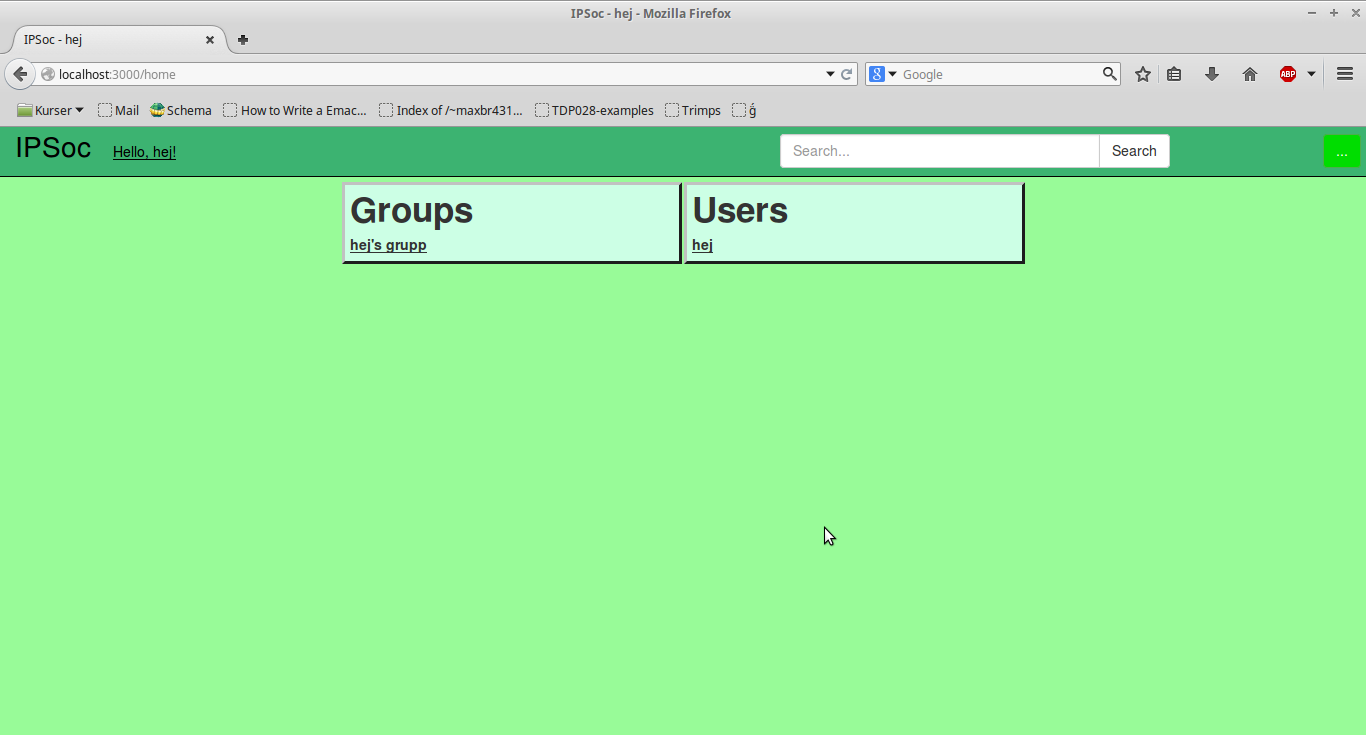 IPSoc - hej - Mozilla Firefox
IPSoc - hej
localhost:3000/home
Google
Kurser Mail Schema How to Write a Emac... Index of /~maxbr431... TDP028-examples Trimps ǵ
IPSoc Hello, hej! Search... Search ...
Groups Users
hej's grupp hej